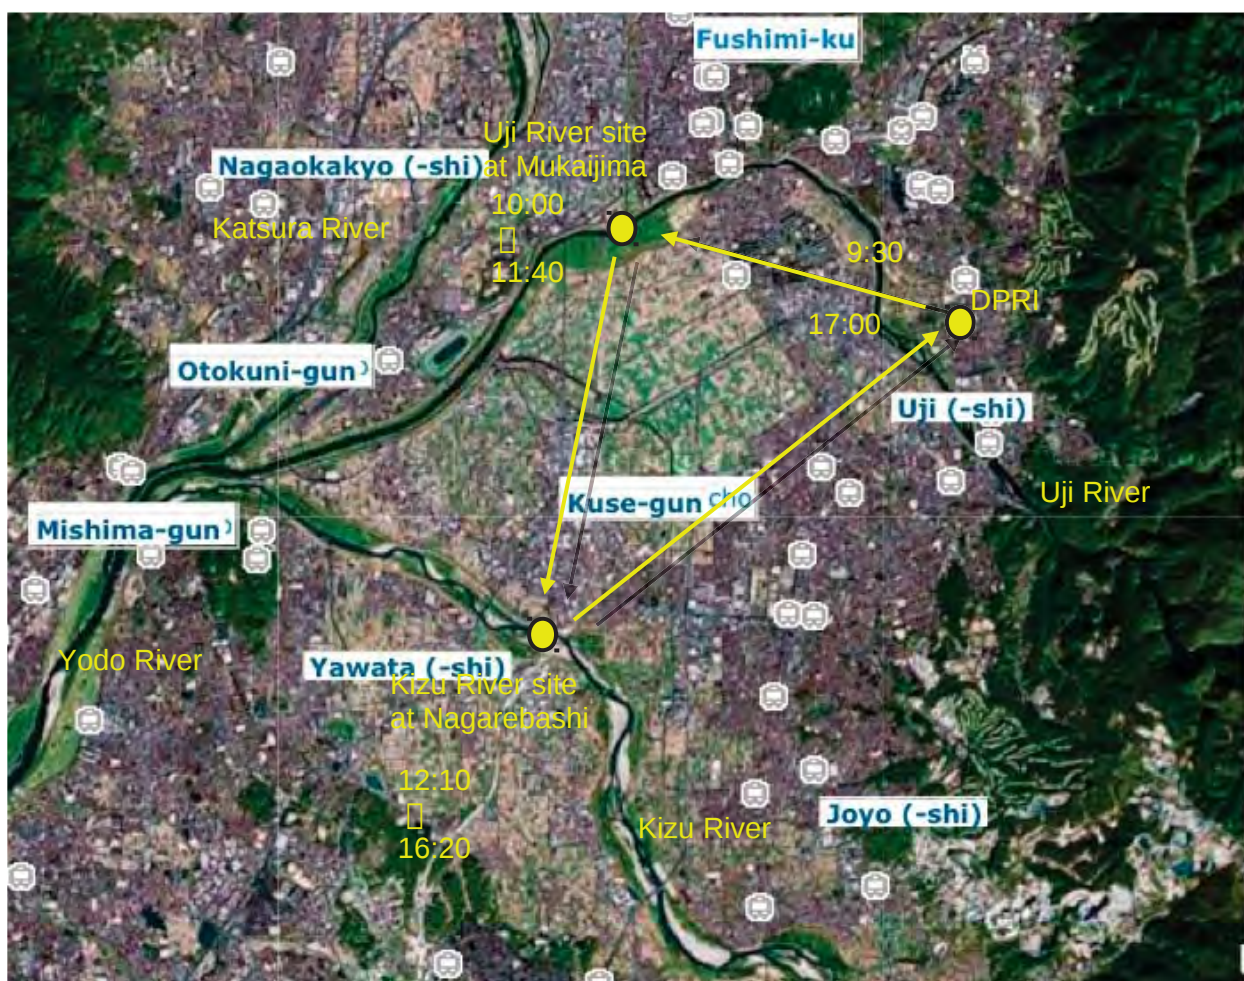 Fushimi-ku
Uji River site
at Mukaijima
Nagaokakyo (-shi)
10:00
11:40
Katsura River
9:30
DPRI
17:00
Otokuni-gun
Uji (-shi)
Uji River
Kuse-gun cho
Mishima-gun
Yodo River
Yawata (-shi)
Kizu River site
at Nagarebashi
12:10
16:20
Kizu River
Joyo (-shi)